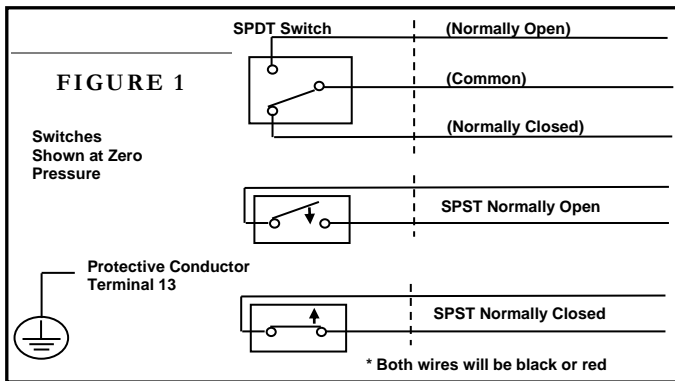 SPDT Switch
(Normally Open)
FIGURE 1
(Common)
(Normally Closed)
Switches
Shown at Zero
Pressure
SPST Normally Open
Protective Conductor
Terminal 13
SPST Normally Closed
* Both wires will be black or red